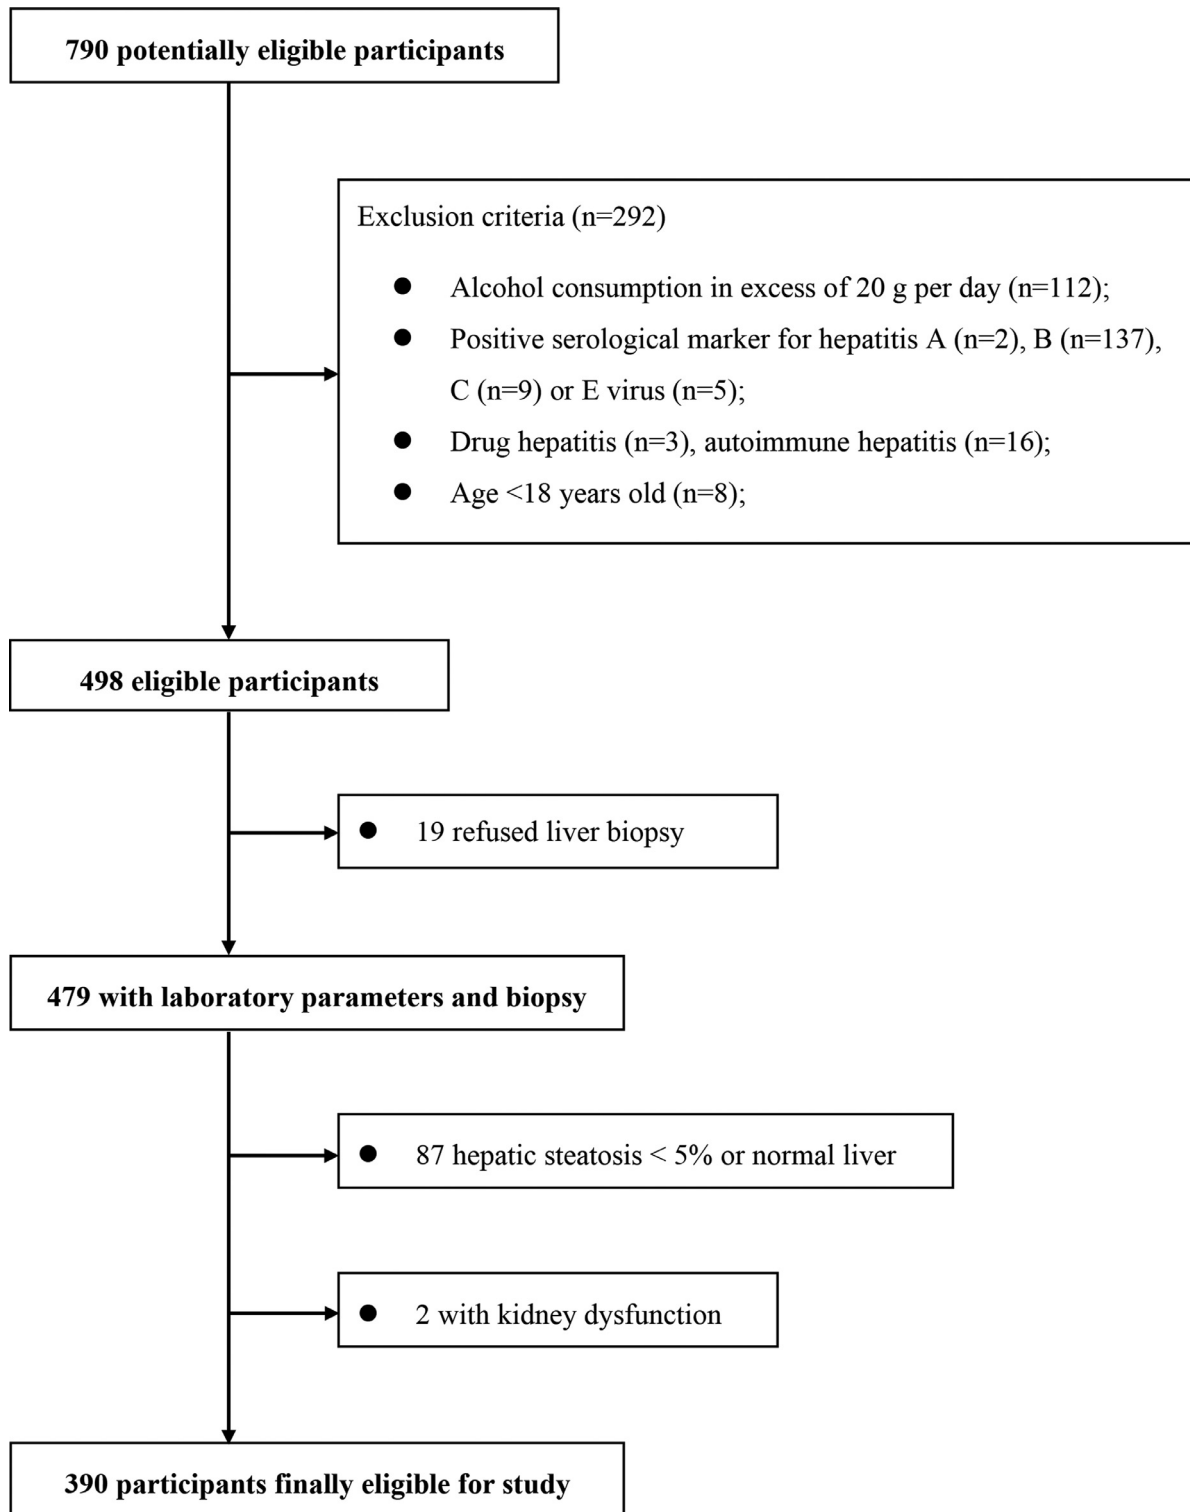 790 potentially eligible participants
Exclusion criteria (n=292)
● Alcohol consumption in excess of 20 g per day (n=112);
● Positive serological marker for hepatitis A (n=2), B (n=137),
C (n=9) or E virus (n=5);
● Drug hepatitis (n=3), autoimmune hepatitis (n=16);
● Age <18 years old (n=8);
498 eligible participants
● 19 refused liver biopsy
479 with laboratory parameters and biopsy
● 87 hepatic steatosis < 5% or normal liver
● 2 with kidney dysfunction
390 participants finally eligible for study